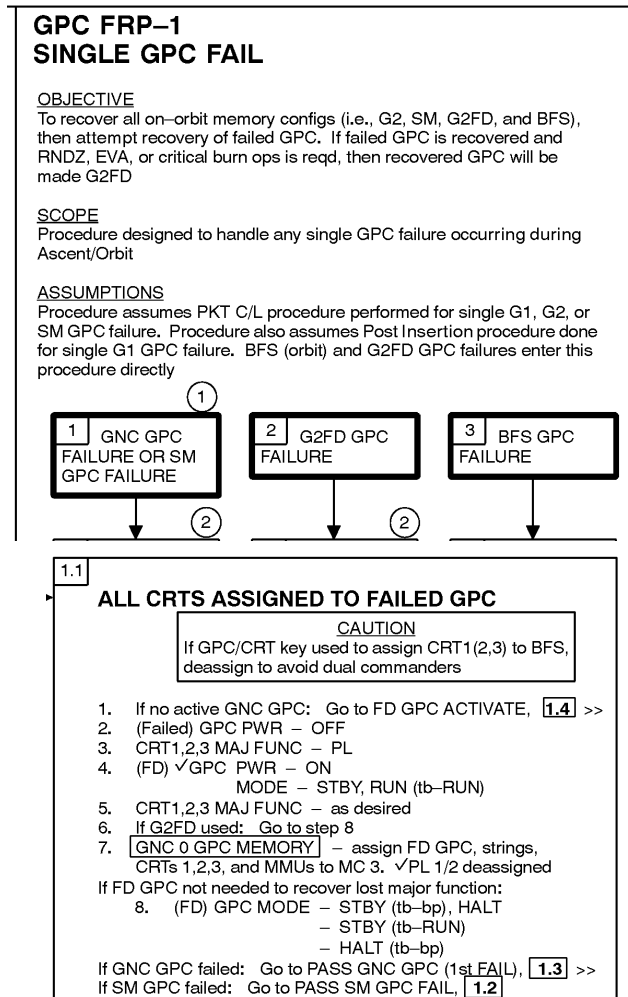 GPC FRP–1
SINGLE GPC FAIL
OBJECTIVE
To recover all on–orbit memory configs (i.e., G2, SM, G2FD, and BFS),
then attempt recovery of failed GPC. If failed GPC is recovered and
RNDZ, EVA, or critical burn ops is reqd, then recovered GPC will be
made G2FD
SCOPE
Procedure designed to handle any single GPC failure occurring during
Ascent/Orbit
ASSUMPTIONS
Procedure assumes PKT C/L procedure performed for single G1, G2, or
SM GPC failure. Procedure also assumes Post Insertion procedure done
for single G1 GPC failure. BFS (orbit) and G2FD GPC failures enter this
procedure directly
1
1 GNC GPC
FAILURE OR SM
GPC FAILURE
2 G2FD GPC
FAILURE
3 BFS GPC
FAILURE
2
2
1.1
ALL CRTS ASSIGNED TO FAILED GPC
CAUTION
If GPC/CRT key used to assign CRT1(2,3) to BFS,
deassign to avoid dual commanders
1. If no active GNC GPC: Go to FD GPC ACTIVATE, 1.4 >>
2. (Failed) GPC PWR – OFF
3. CRT1,2,3 MAJ FUNC – PL
4. (FD) ✓GPC PWR – ON
MODE – STBY, RUN (tb–RUN)
5. CRT1,2,3 MAJ FUNC – as desired
6. If G2FD used: Go to step 8
7. GNC 0 GPC MEMORY – assign FD GPC, strings,
CRTs 1,2,3, and MMUs to MC 3. ✓PL 1/2 deassigned
If FD GPC not needed to recover lost major function:
8. (FD) GPC MODE – STBY (tb–bp), HALT
– STBY (tb–RUN)
– HALT (tb–bp)
If GNC GPC failed: Go to PASS GNC GPC (1st FAIL), 1.3 >>
If SM GPC failed: Go to PASS SM GPC FAIL, 1.2